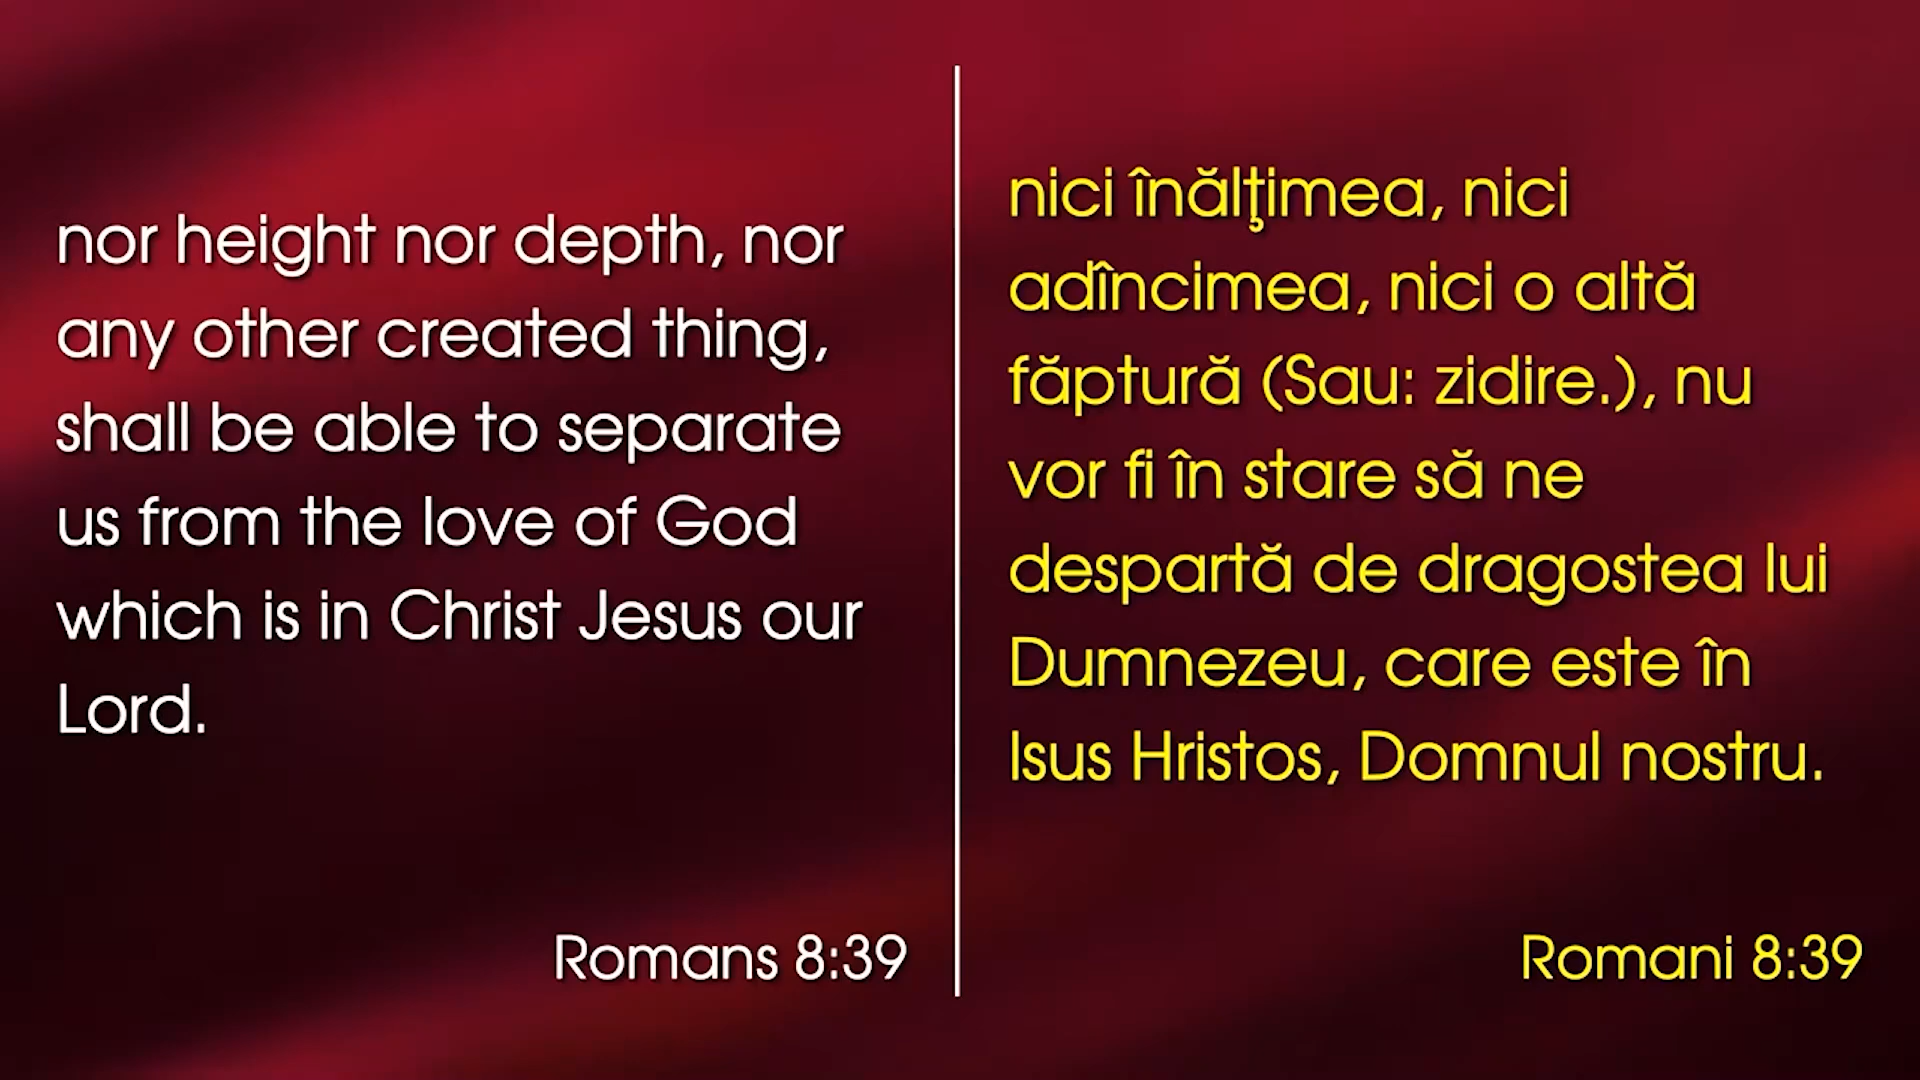 nor height nor depth, nor
any other created thing,
shall be able to separate
us from the love of God
which is in Christ Jesus our
Lord.
Romans 8:39
nici înălţimea, nici
adîncimea, nici o altă
făptură (Sau: zidire.), nu
vor fi în stare să ne
despartă de dragostea lui
Dumnezeu, care este în
Isus Hristos, Domnul nostru.
Romani 8:39